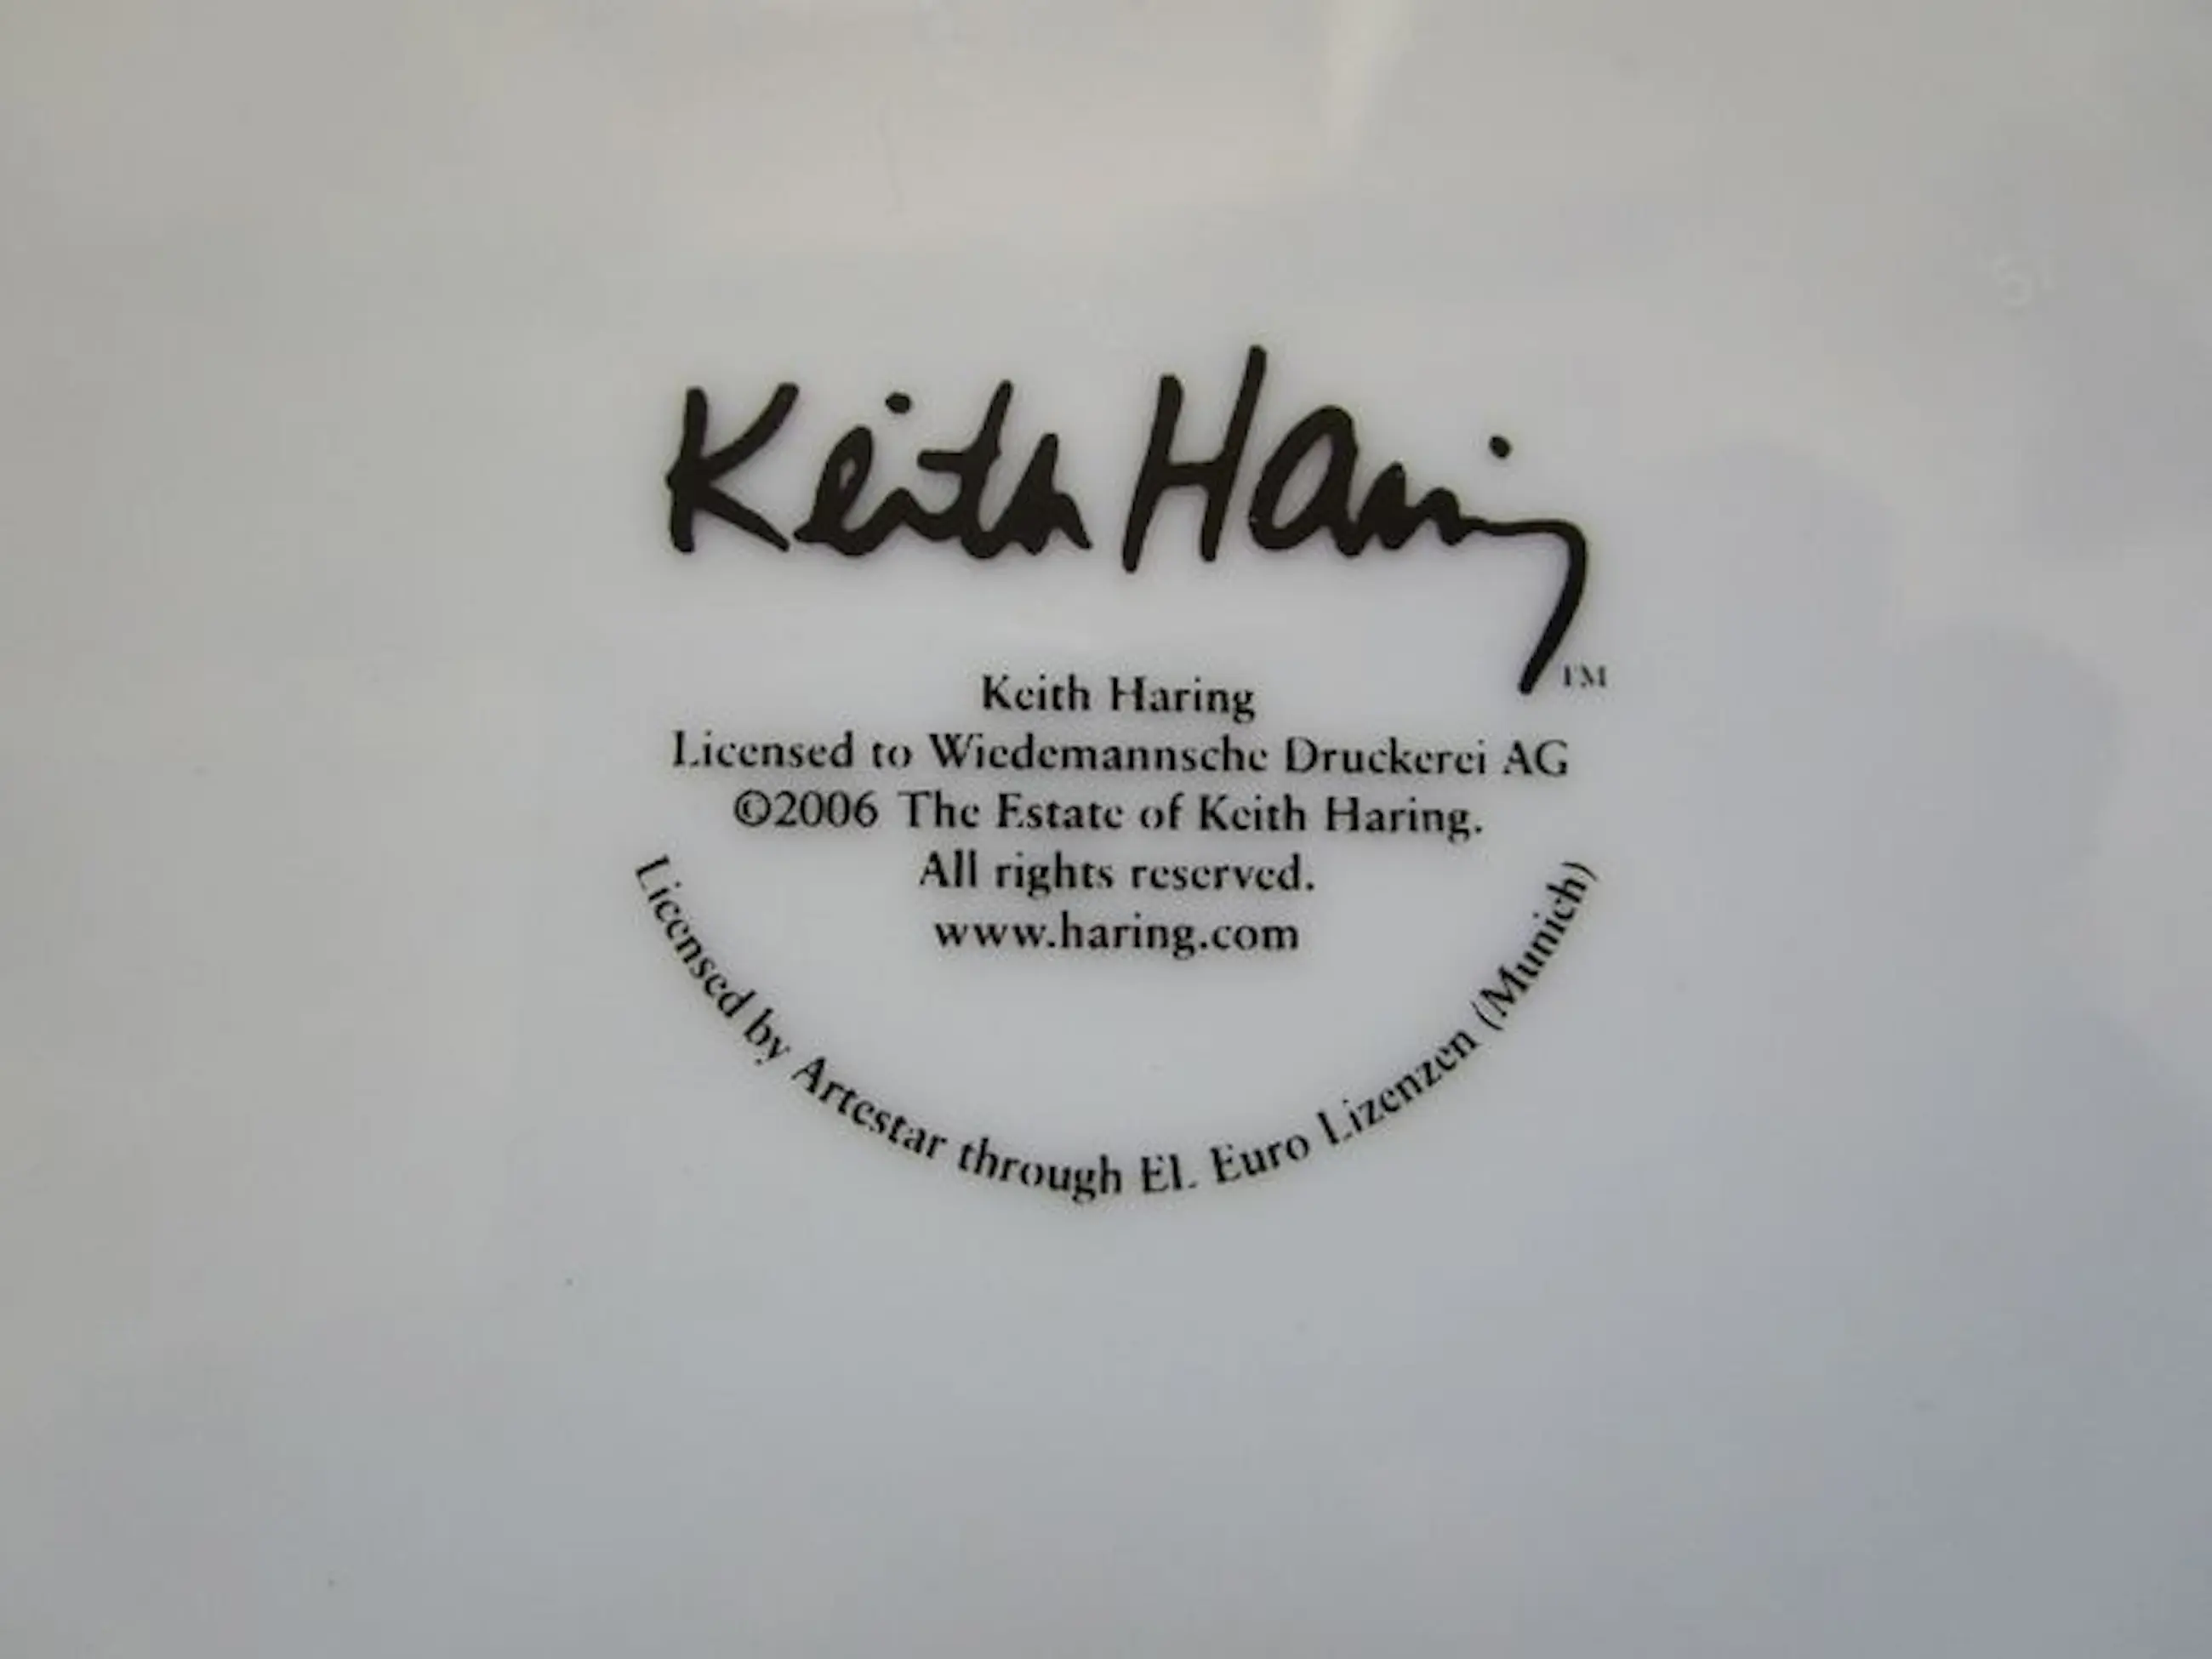 Keith Haring
TM
Keith Haring
Licensed to Wiedemannsche Druckerei AG
©2006 The Estate of Keith Haring.
All rights reserved.
www.haring.com
Licensed by Artestar through EL Euro Lizenzen (Munich)